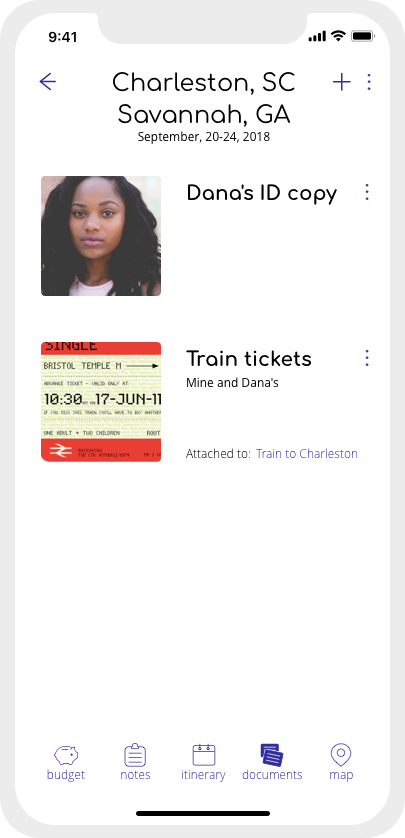 9:41
Charleston, SC
Savannah, GA
September, 20-24, 2018
Dana's ID copy
SINGLE
BRISTOL TEMPLE M
ADVANCE TICKET - VALID ONLY AT
10:30 17-JUN-11
IF YOU MISS THIS TRAIN YOU'LL HAVE TO BUY ANOTHER
ONE ADULT + TWO CHILDREN ROUT
Train tickets
Mine and Dana's
Attached to: Train to Charleston
budget
notes
itinerary
documents
map